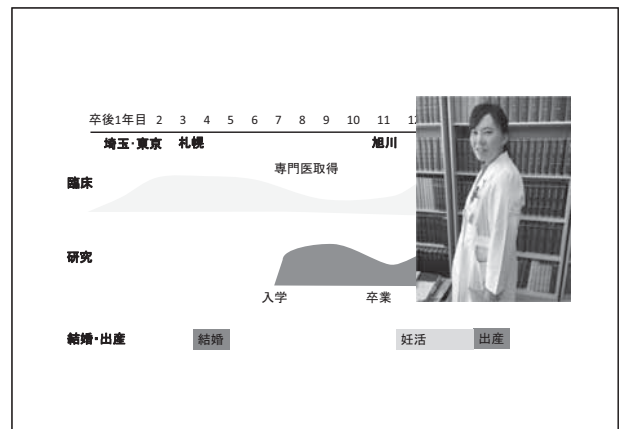 卒後1年目 2 3 4 5 6 7 8 9 10 11
埼玉・東京 札幌 旭川
専門医取得
臨床
研究
入学 卒業
結婚・出産 結婚 妊活 出産